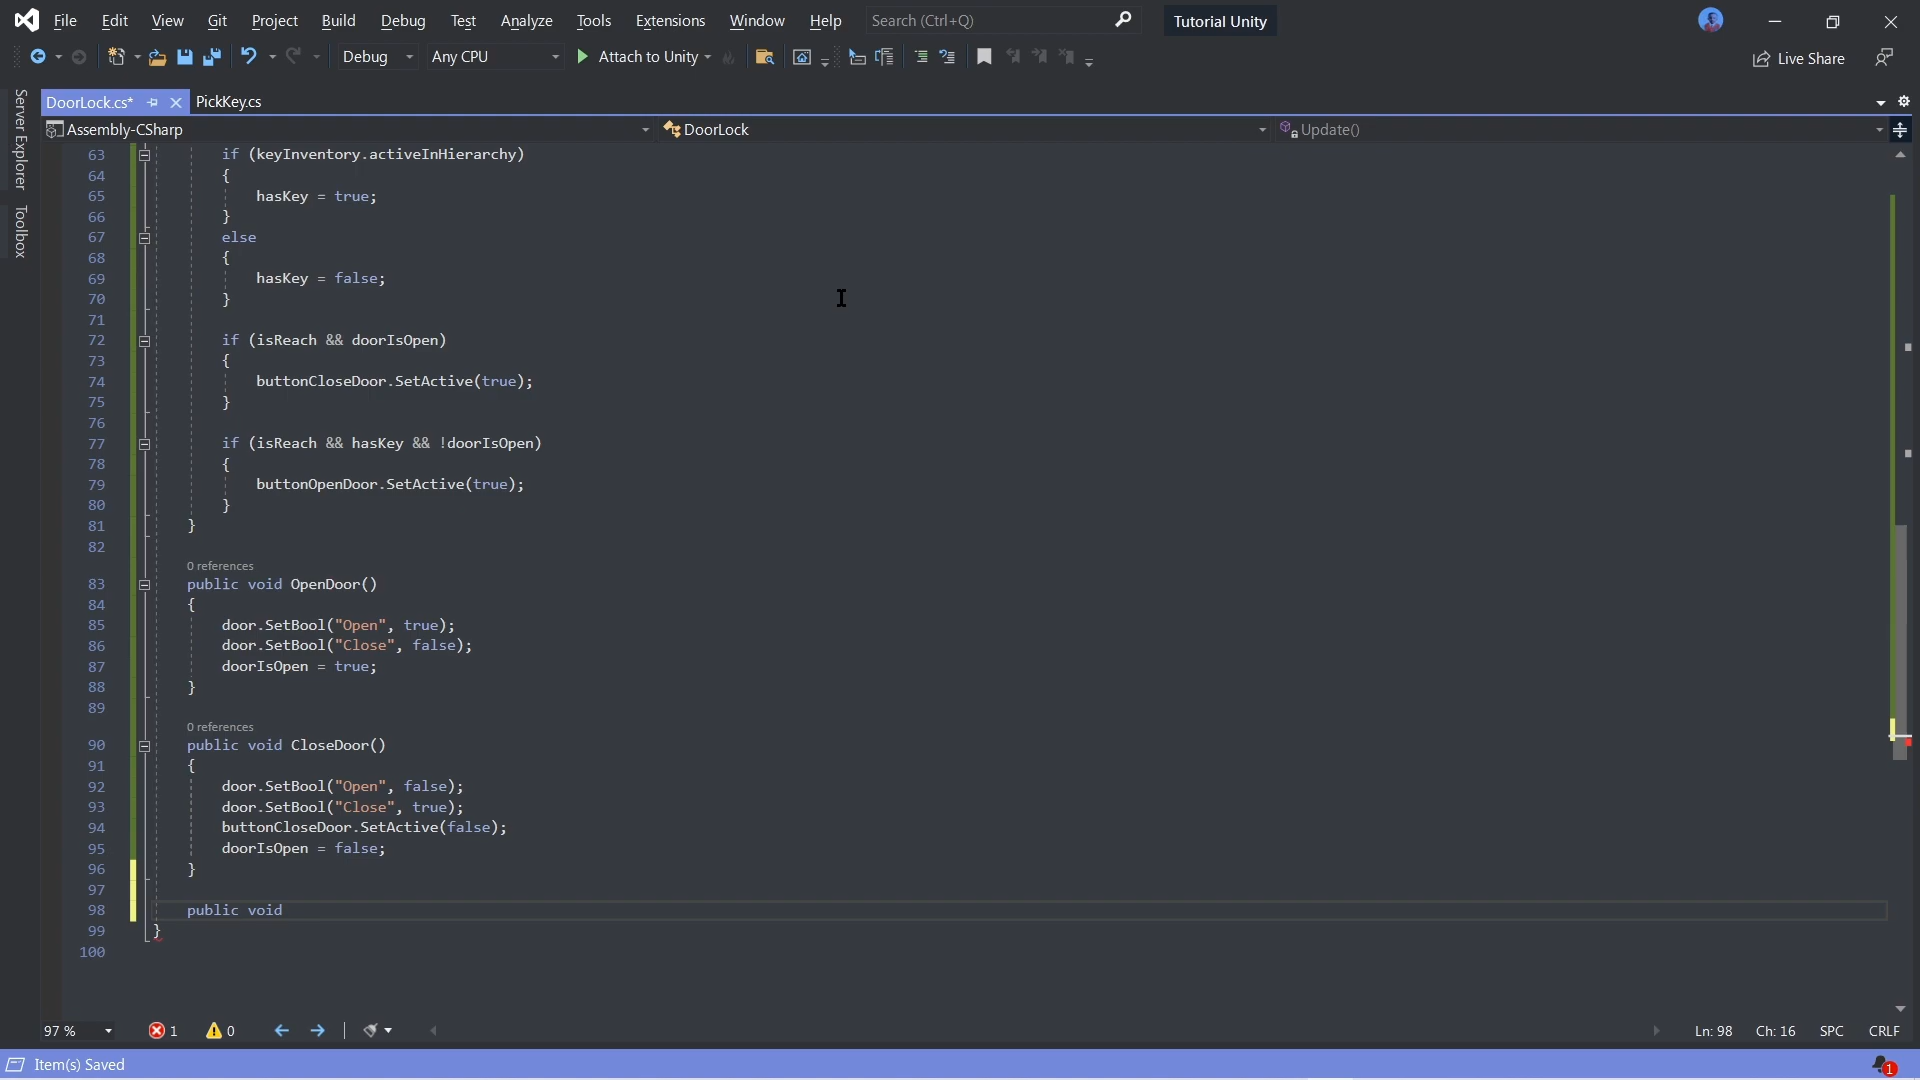 File Edit View Git Project Build Debug Test Analyze Tools Extensions Window Help Search (Ctrl+Q) Tutorial Unity
Debug Any CPU Attach to Unity Live Share
Server Explorer
Toolbox
DoorLock.cs* PickKey.cs
Assembly-CSharp DoorLock Update()
63 if (keyInventory.activeInHierarchy)
64 {
65 hasKey = true;
66 }
67 else
68 {
69 hasKey = false;
70 }
71
72 if (isReach && doorIsOpen)
73 {
74 buttonCloseDoor.SetActive(true);
75 }
76
77 if (isReach && hasKey && !doorIsOpen)
78 {
79 buttonOpenDoor.SetActive(true);
80 }
81 }
82
0 references
83 public void OpenDoor()
84 {
85 door.SetBool("Open", true);
86 door.SetBool("Close", false);
87 doorIsOpen = true;
88 }
89
0 references
90 public void CloseDoor()
91 {
92 door.SetBool("Open", false);
93 door.SetBool("Close", true);
94 buttonCloseDoor.SetActive(false);
95 doorIsOpen = false;
96 }
97
98 public void
99 }
100
97 % 1 0 Ln: 98 Ch: 16 SPC CRLF
Item(s) Saved 1